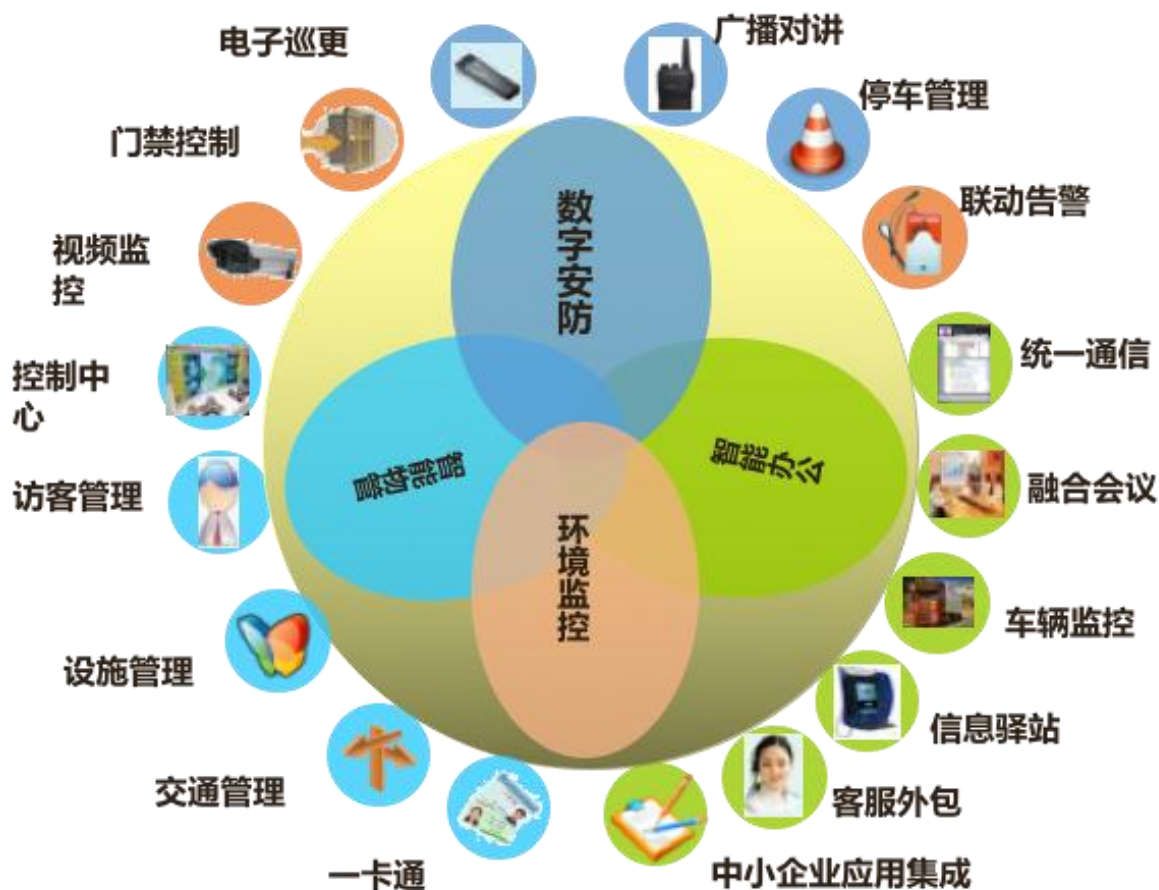 电子巡更
广播对讲
停车管理
门禁控制
联动告警
数字安防
视频监
控
统一通信
控制中
心
智能物管
智能办公
访客管理
融合会议
环境监控
车辆监控
设施管理
信息驿站
交通管理
客服外包
一卡通
中小企业应用集成